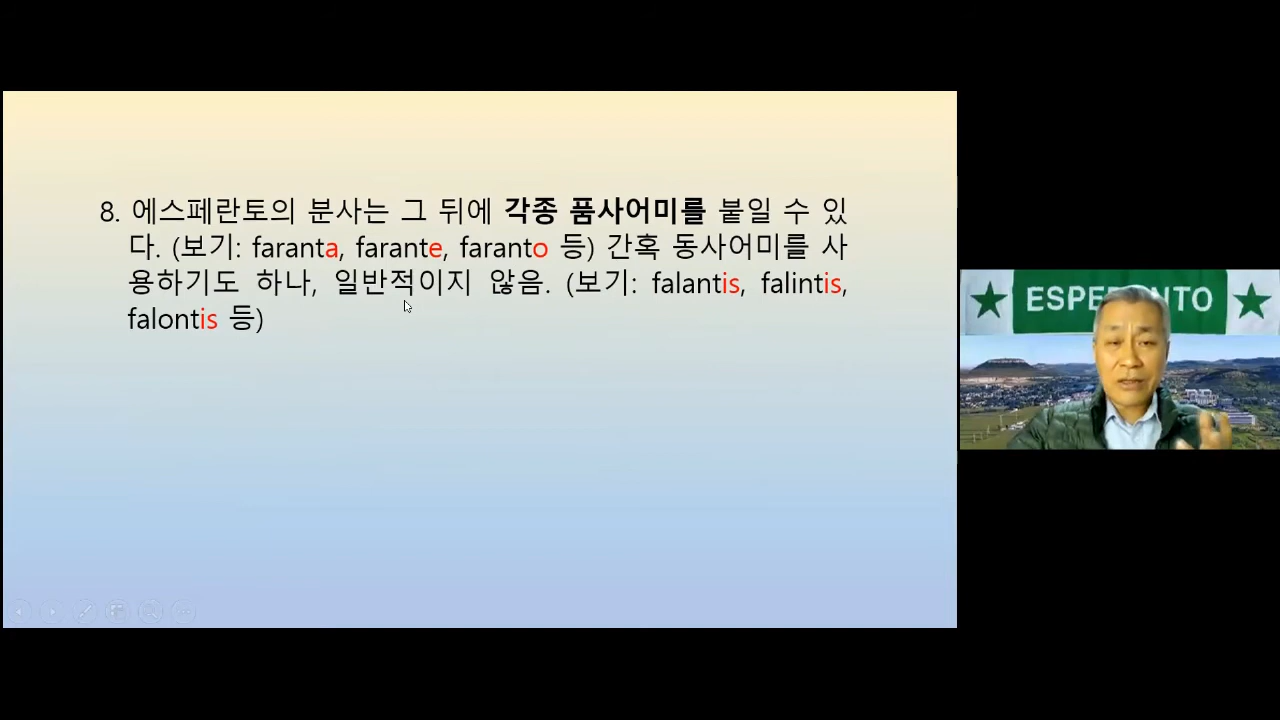 8. 에스페란토의 분사는 그 뒤에 각종 품사어미를 붙일 수 있
다. (보기: faranta, farante, faranto 등) 간혹 동사어미를 사
용하기도 하나, 일반적이지 않음. (보기: falantis, falintis,
falontis 등)
ESPERANTO